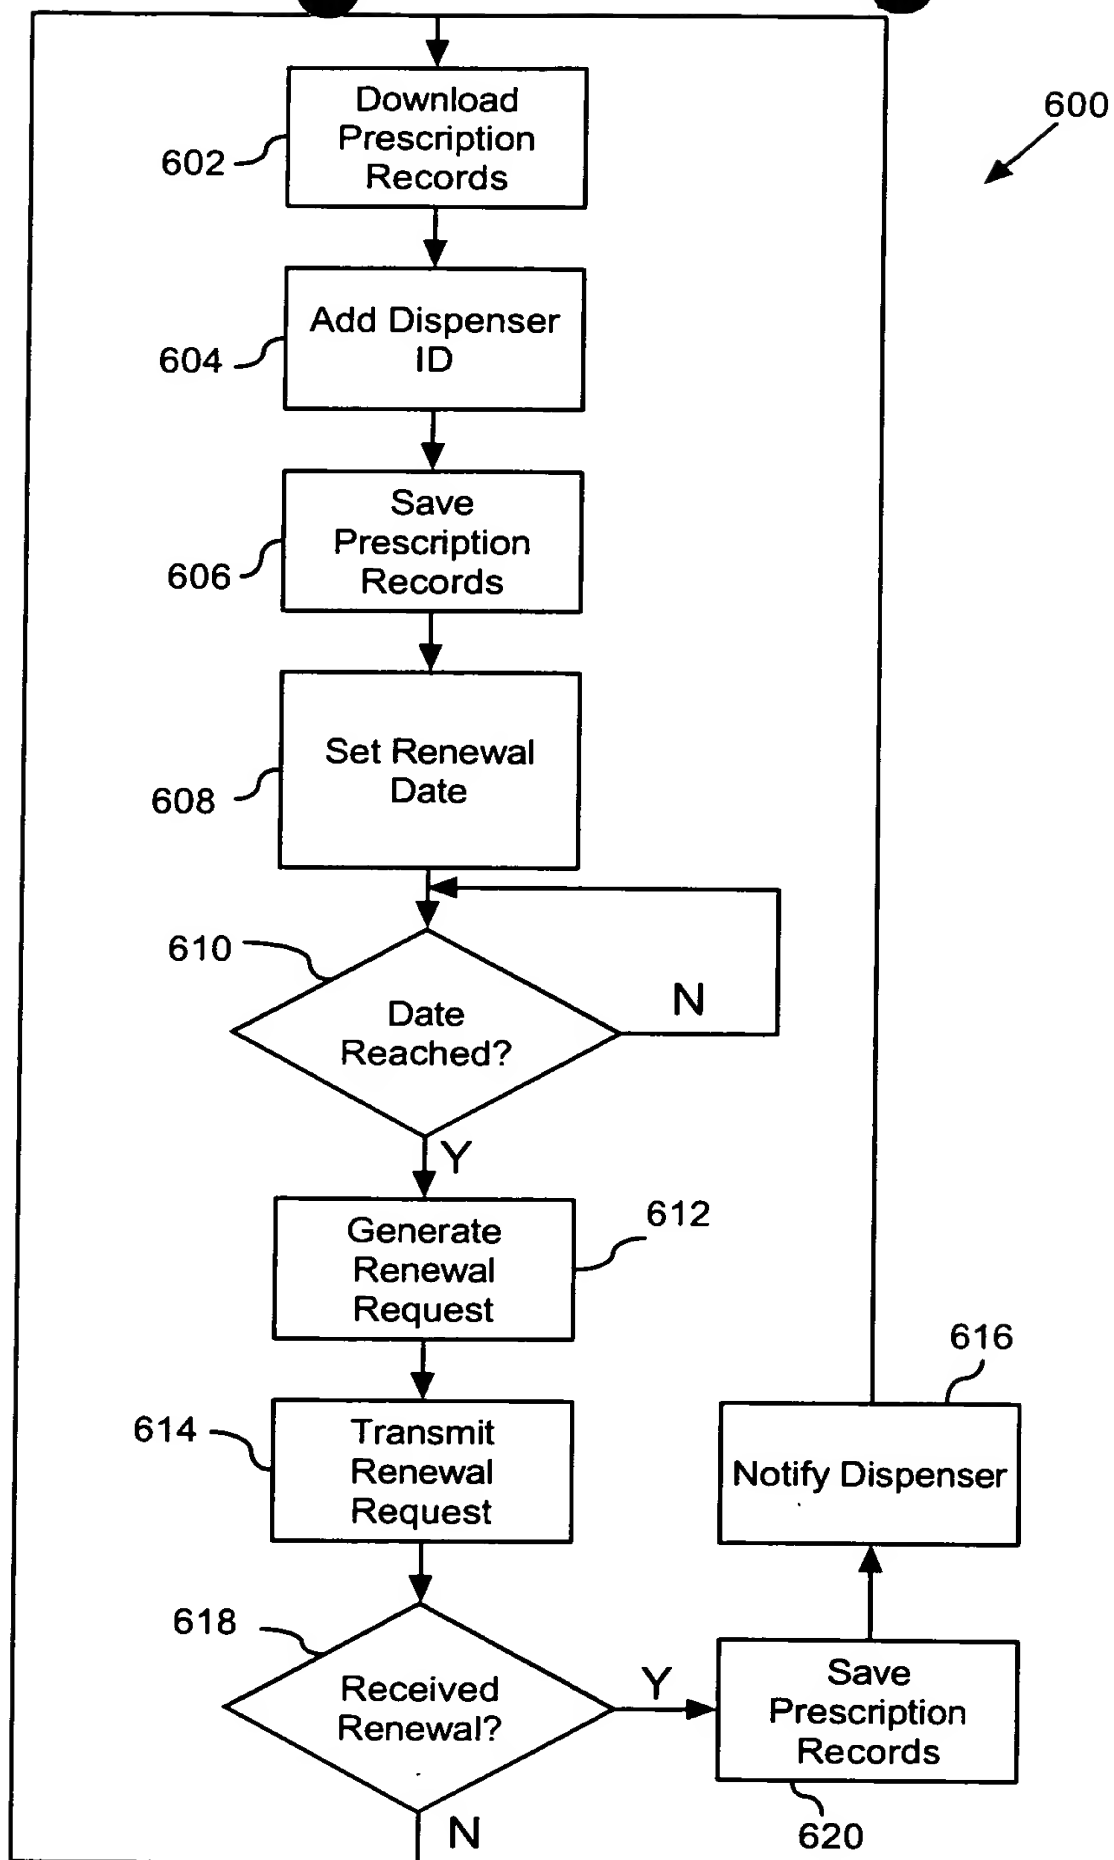 600
Download
Prescription
Records
602
Add Dispenser
ID
604
Save
Prescription
Records
606
Set Renewal
Date
608
610
Date
Reached?
N
Y
Generate
Renewal
Request
612
614
Transmit
Renewal
Request
616
Notify Dispenser
618
Received
Renewal?
Y
Save
Prescription
Records
N
620